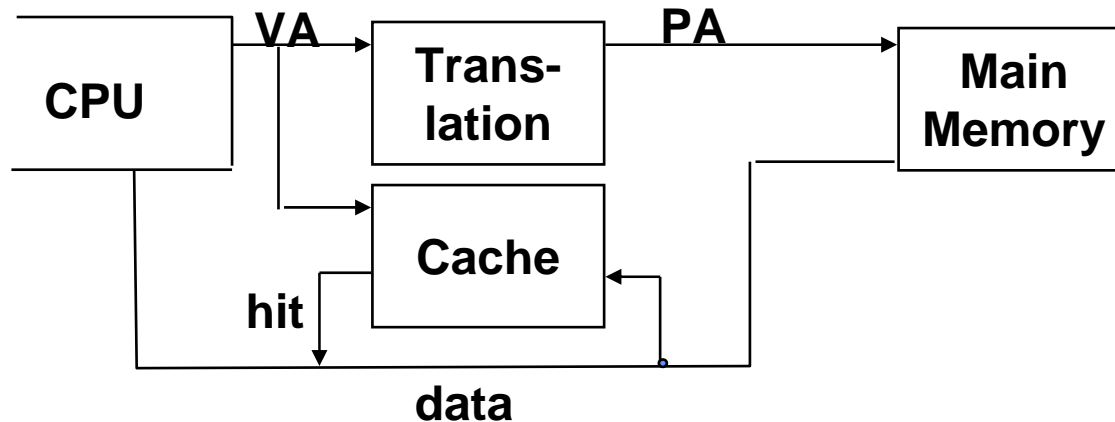 VA
PA
CPU
Trans-
lation
Main
Memory
Cache
hit
data